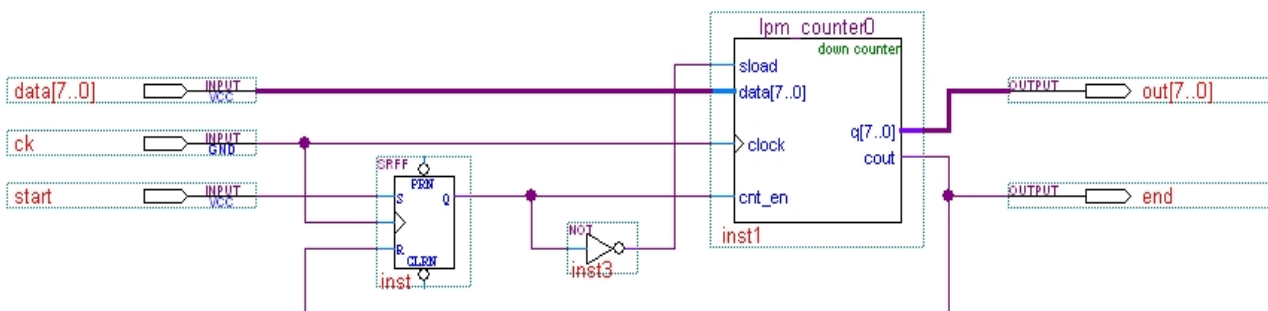 lpm_counter0
down counter
sload
data[7..0]
INPUT
VCC
data[7..0]
OUTPUT
out[7..0]
ck
INPUT
GND
clock
q[7..0]
cout
SRFF
PRN
start
INPUT
VCC
S
Q
cnt_en
OUTPUT
end
R
CLRN
inst
NOT
inst3
inst1